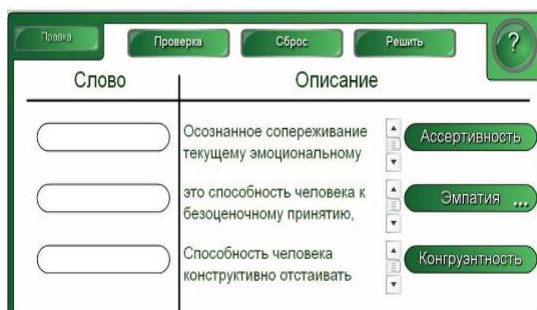 Правка
Проверка
Сброс
Решить
?
Слово
Описание
Осознанное сопереживание
текущему эмоциональному
Ассертивность
это способность человека к
безоценочному принятию,
Эмпатия ...
Способность человека
конструктивно отстаивать
Конгруэнтность